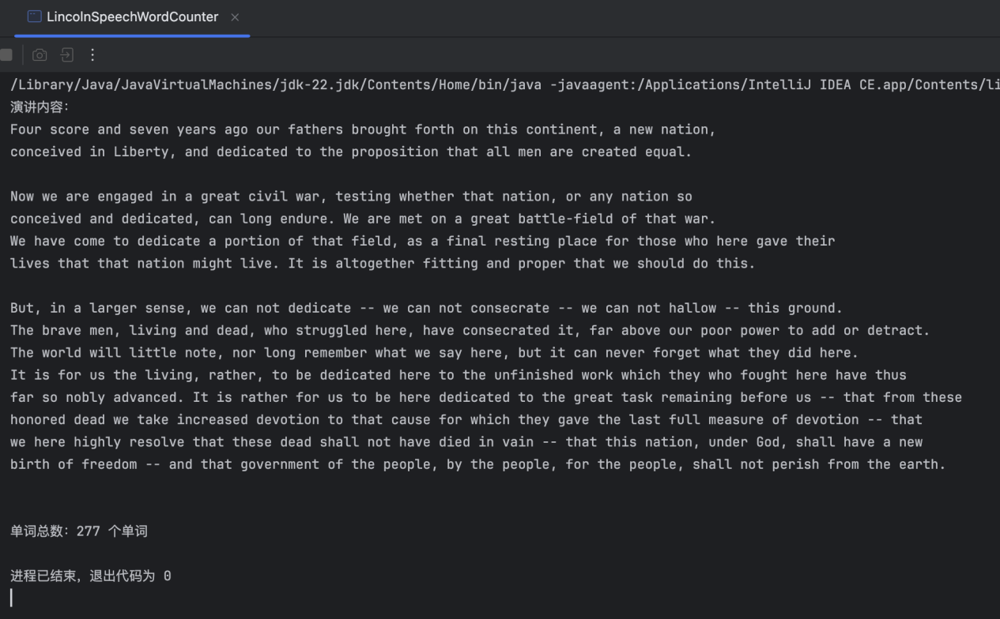 LincolnSpeechWordCounter
/Library/Java/JavaVirtualMachines/jdk-22.jdk/Contents/Home/bin/java -javaagent:/Applications/IntelliJ IDEA CE.app/Contents/li
演讲内容：
Four score and seven years ago our fathers brought forth on this continent, a new nation,
conceived in Liberty, and dedicated to the proposition that all men are created equal.
Now we are engaged in a great civil war, testing whether that nation, or any nation so
conceived and dedicated, can long endure. We are met on a great battle-field of that war.
We have come to dedicate a portion of that field, as a final resting place for those who here gave their
lives that that nation might live. It is altogether fitting and proper that we should do this.
But, in a larger sense, we can not dedicate -- we can not consecrate -- we can not hallow -- this ground.
The brave men, living and dead, who struggled here, have consecrated it, far above our poor power to add or detract.
The world will little note, nor long remember what we say here, but it can never forget what they did here.
It is for us the living, rather, to be dedicated here to the unfinished work which they who fought here have thus
far so nobly advanced. It is rather for us to be here dedicated to the great task remaining before us -- that from these
honored dead we take increased devotion to that cause for which they gave the last full measure of devotion -- that
we here highly resolve that these dead shall not have died in vain -- that this nation, under God, shall have a new
birth of freedom -- and that government of the people, by the people, for the people, shall not perish from the earth.
单词总数：277 个单词
进程已结束，退出代码为 0